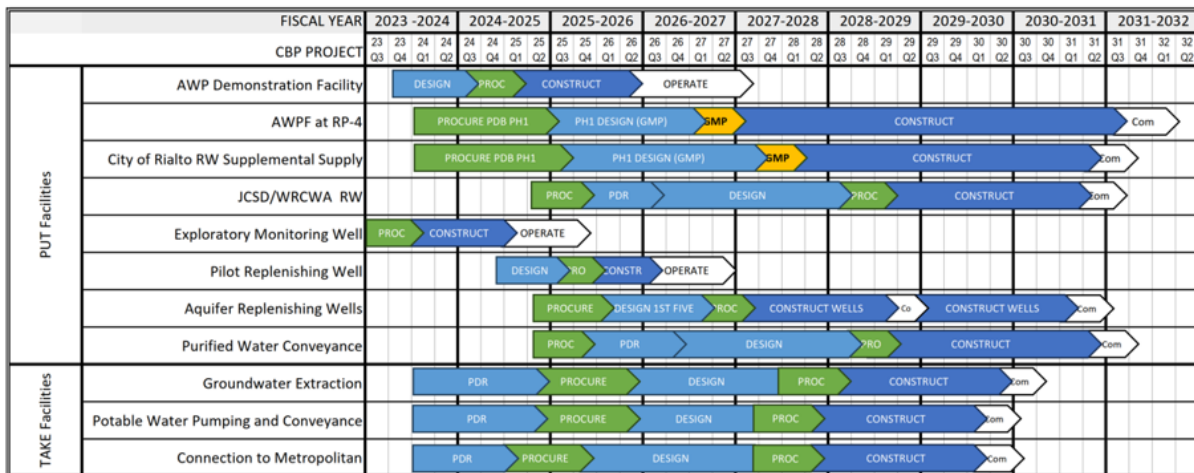 FISCAL YEAR 2023 -2024 2024-2025 2025-2026 2026-2027 2027-2028 2028-2029 2029-2030 2030-2031 2031-2032
23 23 24 24 24 24 25 25 25 25 26 26 26 26 27 27 27 27 28 28 28 28 29 29 29 29 30 30 30 30 31 31 31 31 32 32
CBP PROJECT Q3 Q4 Q1 Q2 Q3 Q4 Q1 Q2 Q3 Q4 Q1 Q2 Q3 Q4 Q1 Q2 Q3 Q4 Q1 Q2 Q3 Q4 Q1 Q2 Q3 Q4 Q1 Q2 Q3 Q4 Q1 Q2 Q3 Q4 Q1 Q2
PUT Facilities
AWP Demonstration Facility DESIGN PROC CONSTRUCT OPERATE
AWPF at RP-4 PROCURE PDB PH1 PH1 DESIGN (GMP) GMP CONSTRUCT Com
City of Rialto RW Supplemental Supply PROCURE PDB PH1 PH1 DESIGN (GMP) GMP CONSTRUCT Com
JCSD/WRCWA RW PROC PDR DESIGN PROC CONSTRUCT Com
Exploratory Monitoring Well PROC CONSTRUCT OPERATE
Pilot Replenishing Well DESIGN PRO CONSTR OPERATE
Aquifer Replenishing Wells PROCURE DESIGN 1ST FIVE PROC CONSTRUCT WELLS Co CONSTRUCT WELLS Com
Purified Water Conveyance PROC PDR DESIGN PRO CONSTRUCT Com
TAKE Facilities
Groundwater Extraction PDR PROCURE DESIGN PROC CONSTRUCT Com
Potable Water Pumping and Conveyance PDR PROCURE DESIGN PROC CONSTRUCT Com
Connection to Metropolitan PDR PROCURE DESIGN PROC CONSTRUCT Com